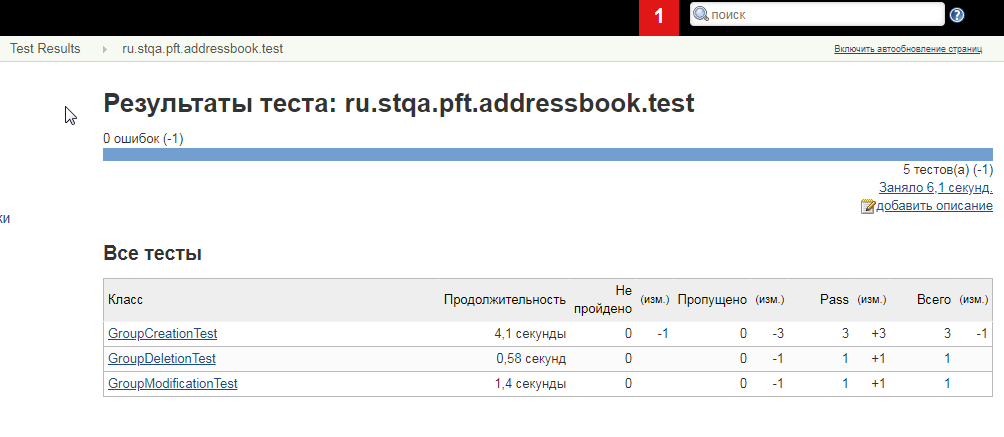 1
поиск
Test Results
ru.stqa.pft.addressbook.test
Включить автообновление страниц
Результаты теста: ru.stqa.pft.addressbook.test
0 ошибок (-1)
5 тестов(а) (-1)
Заняло 6,1 секунд.
добавить описание
ки
Все тесты
Класс Продолжительность Не пройдено (изм.) Пропущено (изм.) Pass (изм.) Всего (изм.)
GroupCreationTest 4,1 секунды 0 -1 0 -3 3 +3 3 -1
GroupDeletionTest 0,58 секунд 0 0 -1 1 +1 1
GroupModificationTest 1,4 секунды 0 0 -1 1 +1 1